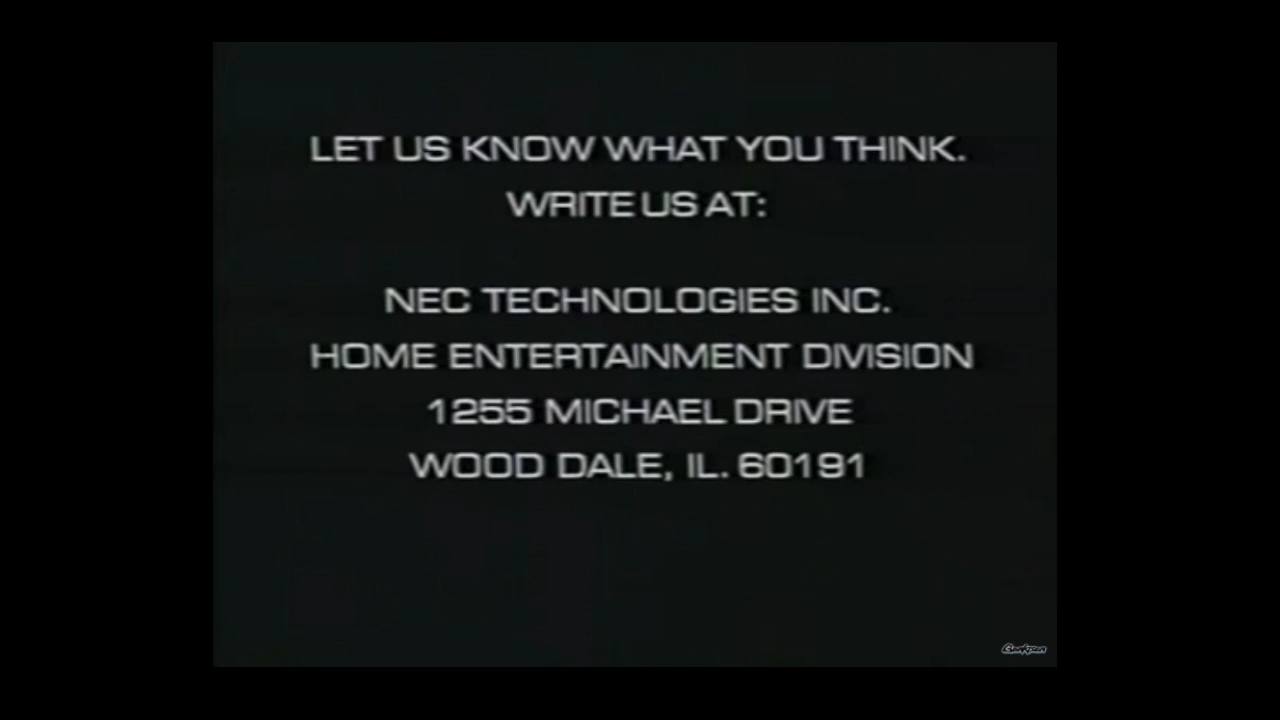 LET US KNOW WHAT YOU THINK.
WRITE US AT:
NEC TECHNOLOGIES INC.
HOME ENTERTAINMENT DIVISION
1255 MICHAEL DRIVE
WOOD DALE, IL. 60191